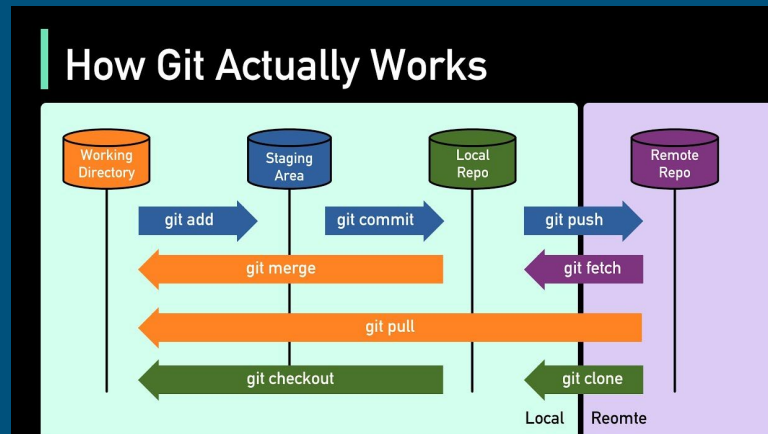 How Git Actually Works
Working
Directory
Staging
Area
Local
Repo
Remote
Repo
git add
git commit
git push
git merge
git fetch
git pull
git checkout
git clone
Local
Reomte